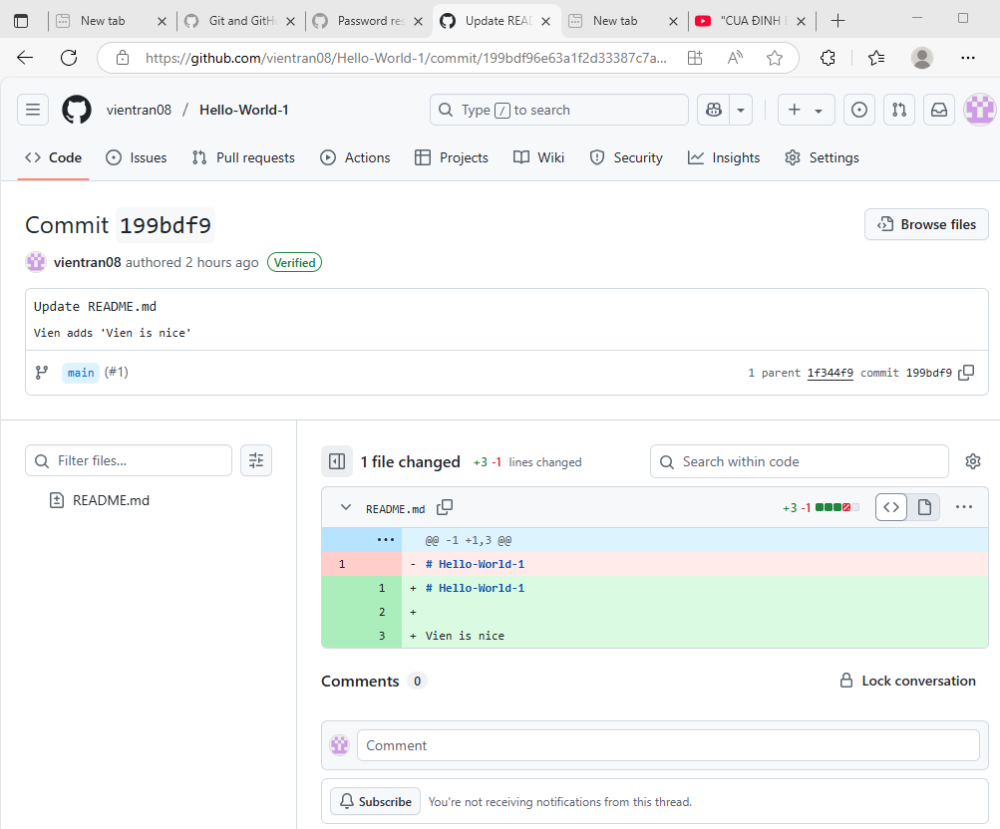 New tab
Git and GitHu
Password res
Update READ
New tab
"CUA ĐINH B
https://github.com/vientran08/Hello-World-1/commit/199bdf96e63a1f2d33387c7a...
vientran08 / Hello-World-1
Type / to search
Code Issues Pull requests Actions Projects Wiki Security Insights Settings
Commit 199bdf9
Browse files
vientran08 authored 2 hours ago Verified
Update README.md
Vien adds 'Vien is nice'
main (#1)
1 parent 1f344f9 commit 199bdf9
Filter files...
README.md
1 file changed +3 -1 lines changed
Search within code
README.md
+3 -1
@@ -1 +1,3 @@
1 - # Hello-World-1
1 + # Hello-World-1
2 +
3 + Vien is nice
Comments 0
Lock conversation
Comment
Subscribe You're not receiving notifications from this thread.